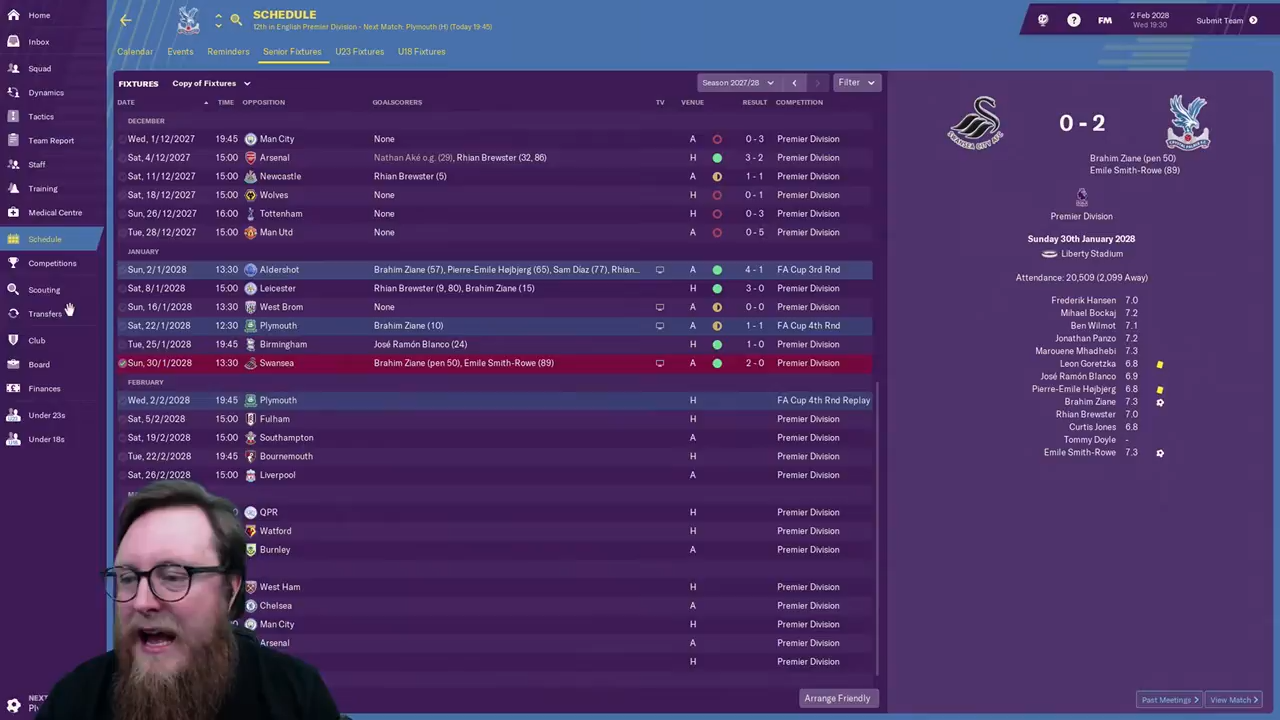 Home
Inbox
Squad
Dynamics
Tactics
Team Report
Staff
Training
Medical Centre
Schedule
Competitions
Scouting
Transfers
Club
Board
Finances
Under 23s
Under 18s
SCHEDULE
12th in English Premier Division - Next Match: Plymouth (H) (Today 19:45)
FM
2 Feb 2028
Wed 19:30
Submit Team
Calendar Events Reminders Senior Fixtures U23 Fixtures U18 Fixtures
FIXTURES Copy of Fixtures Season 2027/28 Filter
DATE TIME OPPOSITION GOALSCORERS TV VENUE RESULT COMPETITION
DECEMBER
Wed, 1/12/2027 19:45 Man City None A 0 - 3 Premier Division
Sat, 4/12/2027 15:00 Arsenal Nathan Aké o.g. (29), Rhian Brewster (32, 86) H 3 - 2 Premier Division
Sat, 11/12/2027 15:00 Newcastle Rhian Brewster (5) A 1 - 1 Premier Division
Sat, 18/12/2027 15:00 Wolves None H 0 - 1 Premier Division
Sun, 26/12/2027 16:00 Tottenham None H 0 - 3 Premier Division
Tue, 28/12/2027 15:00 Man Utd None A 0 - 5 Premier Division
JANUARY
Sun, 2/1/2028 13:30 Aldershot Brahim Ziane (57), Pierre-Emile Højbjerg (65), Sam Díaz (77), Rhian... A 4 - 1 FA Cup 3rd Rnd
Sat, 8/1/2028 15:00 Leicester Rhian Brewster (9, 80), Brahim Ziane (15) H 3 - 0 Premier Division
Sun, 16/1/2028 13:30 West Brom None A 0 - 0 Premier Division
Sat, 22/1/2028 12:30 Plymouth Brahim Ziane (10) A 1 - 1 FA Cup 4th Rnd
Tue, 25/1/2028 19:45 Birmingham José Ramón Blanco (24) H 1 - 0 Premier Division
Sun, 30/1/2028 13:30 Swansea Brahim Ziane (pen 50), Emile Smith-Rowe (89) A 2 - 0 Premier Division
FEBRUARY
Wed, 2/2/2028 19:45 Plymouth H FA Cup 4th Rnd Replay
Sat, 5/2/2028 15:00 Fulham H Premier Division
Sat, 19/2/2028 15:00 Southampton A Premier Division
Tue, 22/2/2028 19:45 Bournemouth H Premier Division
Sat, 26/2/2028 15:00 Liverpool A Premier Division
QPR H Premier Division
Watford H Premier Division
Burnley A Premier Division
West Ham H Premier Division
Chelsea A Premier Division
Man City H Premier Division
Arsenal A Premier Division
H Premier Division
Arrange Friendly
0 - 2
Brahim Ziane (pen 50)
Emile Smith-Rowe (89)
Premier Division
Sunday 30th January 2028
Liberty Stadium
Attendance: 20,509 (2,099 Away)
Frederik Hansen 7.0
Mihael Bockaj 7.2
Ben Wilmot 7.1
Jonathan Panzo 7.2
Marouene Mhadhebi 7.3
Leon Goretzka 6.8
José Ramón Blanco 6.9
Pierre-Emile Højbjerg 6.8
Brahim Ziane 7.3
Rhian Brewster 7.0
Curtis Jones 6.8
Tommy Doyle -
Emile Smith-Rowe 7.3
Past Meetings View Match